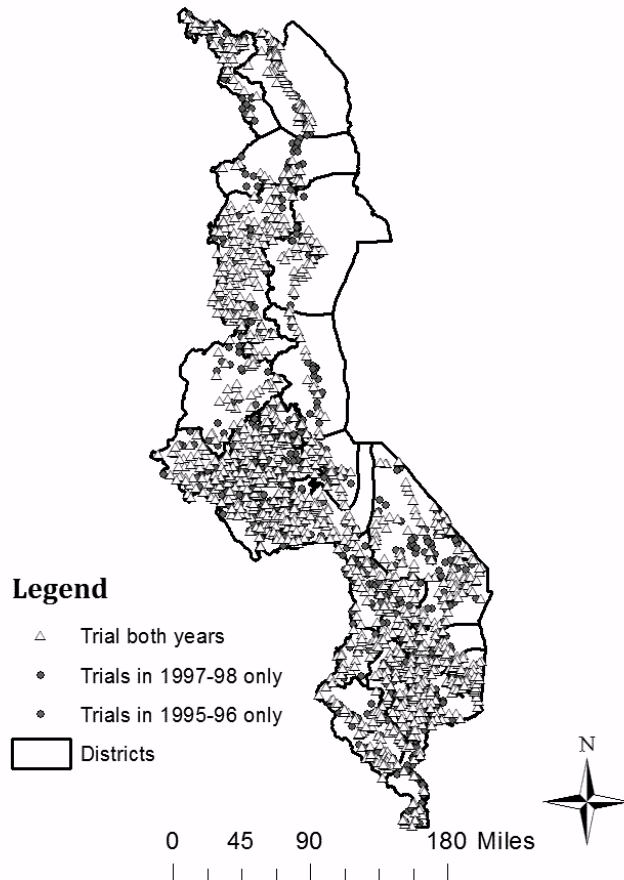 Legend
Trial both years
Trials in 1997-98 only
Trials in 1995-96 only
Districts
N
0 45 90 180 Miles